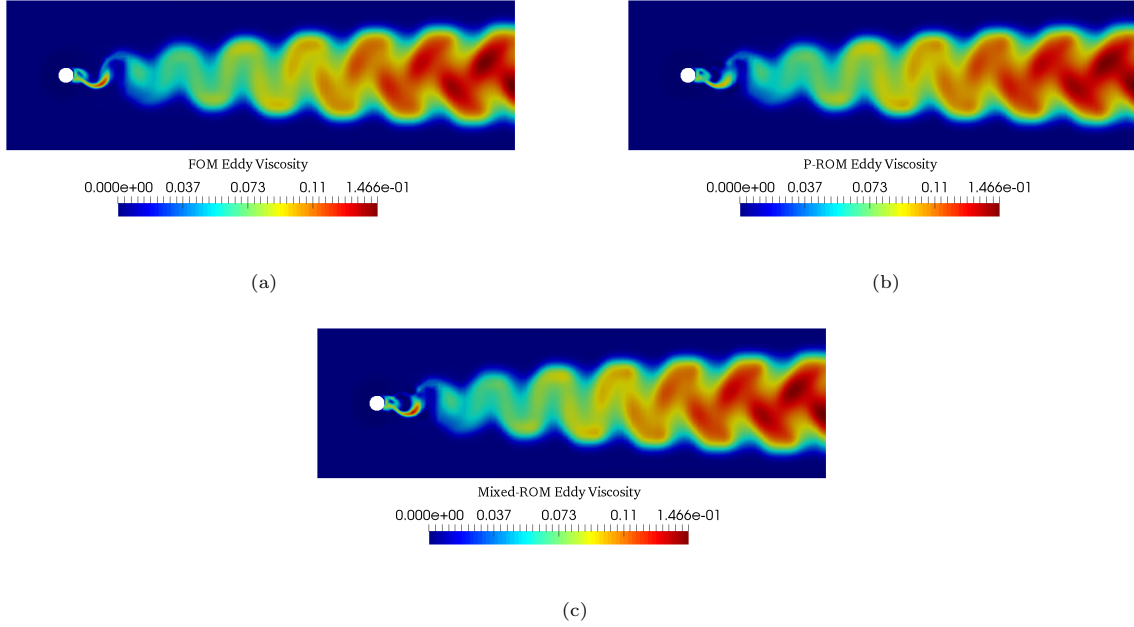 FOM Eddy Viscosity
0.000e+00 0.037 0.073 0.11 1.466e-01
(a)
P-ROM Eddy Viscosity
0.000e+00 0.037 0.073 0.11 1.466e-01
(b)
Mixed-ROM Eddy Viscosity
0.000e+00 0.037 0.073 0.11 1.466e-01
(c)